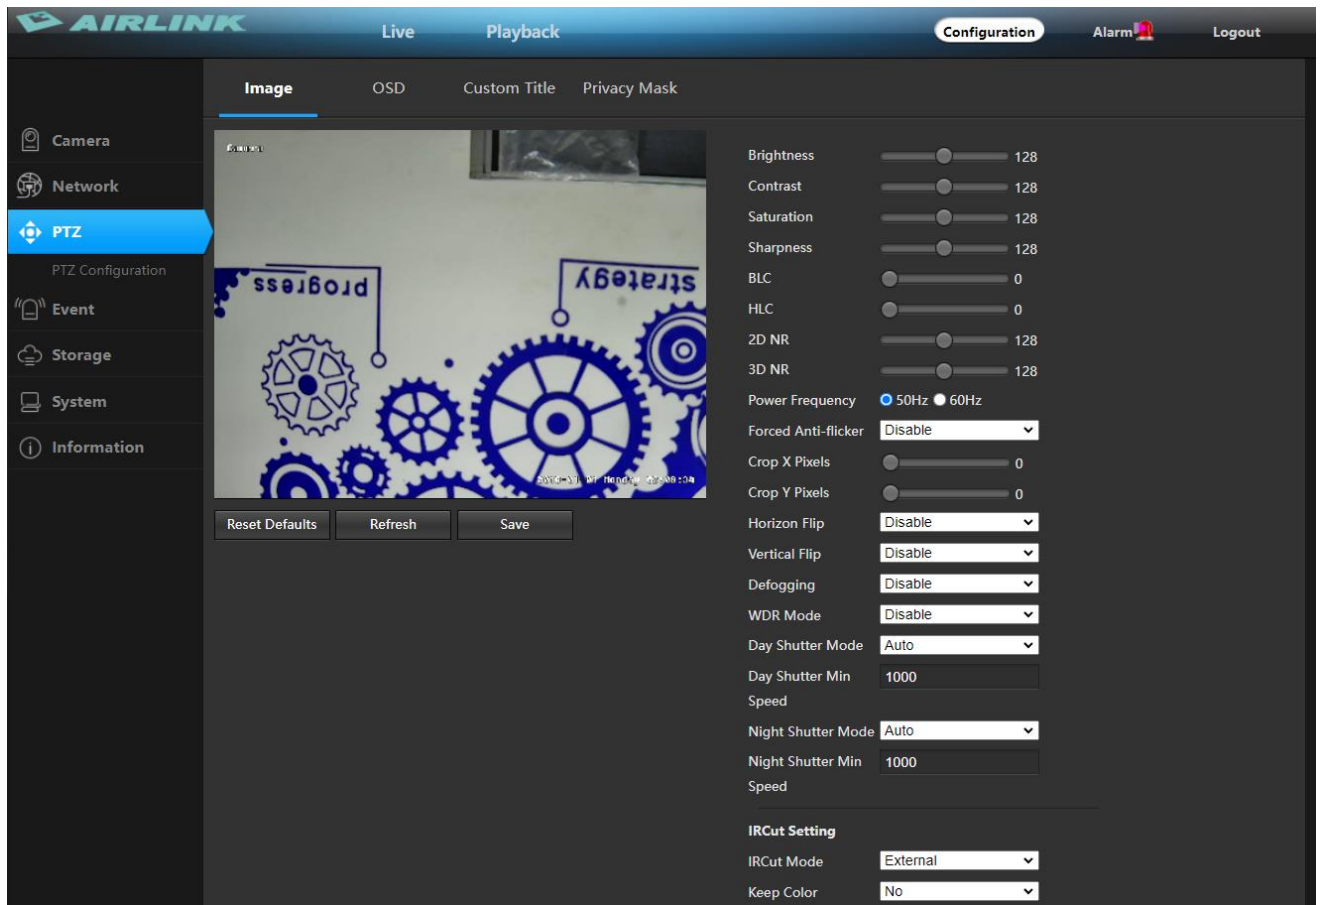 AIRLINK
Live Playback Configuration Alarm Logout
Image OSD Custom Title Privacy Mask
Camera
Network
PTZ
PTZ Configuration
Event
Storage
System
Information
Camera
progress
strategy
Reset Defaults Refresh Save
Brightness 128
Contrast 128
Saturation 128
Sharpness 128
BLC 0
HLC 0
2D NR 128
3D NR 128
Power Frequency 50Hz 60Hz
Forced Anti-flicker Disable
Crop X Pixels 0
Crop Y Pixels 0
Horizon Flip Disable
Vertical Flip Disable
Defogging Disable
WDR Mode Disable
Day Shutter Mode Auto
Day Shutter Min 1000
Speed
Night Shutter Mode Auto
Night Shutter Min 1000
Speed
IRCut Setting
IRCut Mode External
Keep Color No